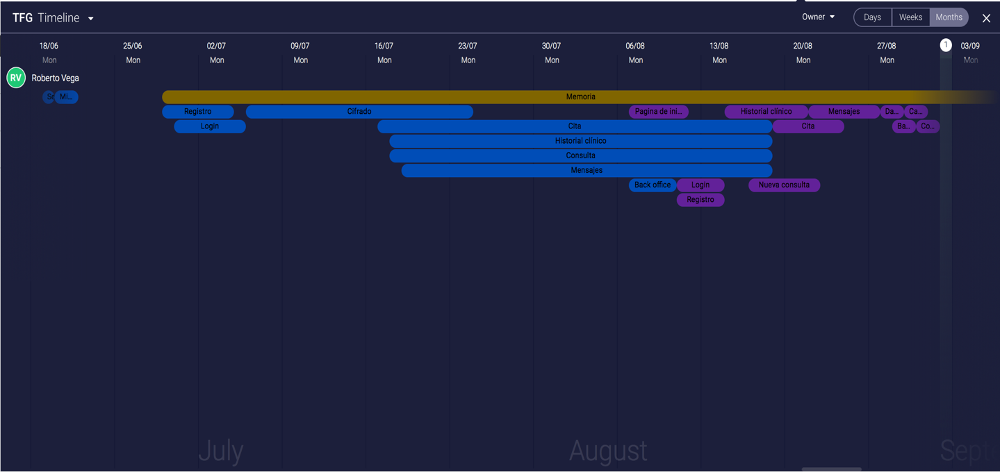 TFG Timeline
Owner
Days Weeks Months
18/06 25/06 02/07 09/07 16/07 23/07 30/07 06/08 13/08 20/08 27/08 1 03/09
Mon Mon Mon Mon Mon Mon Mon Mon Mon Mon Mon Mon
RV Roberto Vega
Se Mi... Memoria
Registro Cifrado Pagina de ini... Historial clínico Mensajes Da... Ca...
Login Cita Cita Ba... Co...
Historial clínico
Consulta
Mensajes
Back office Login Nueva consulta
Registro
July August Sept